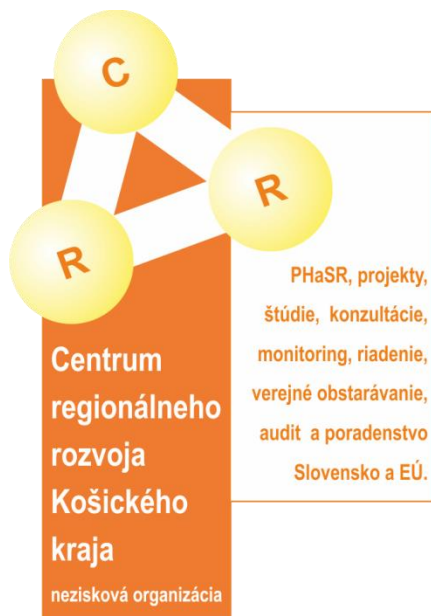 C
R
R
PHaSR, projekty,
štúdie, konzultácie,
monitoring, riadenie,
verejné obstarávanie,
audit a poradenstvo
Slovensko a EÚ.
Centrum
regionálneho
rozvoja
Košického
kraja
nezisková organizácia